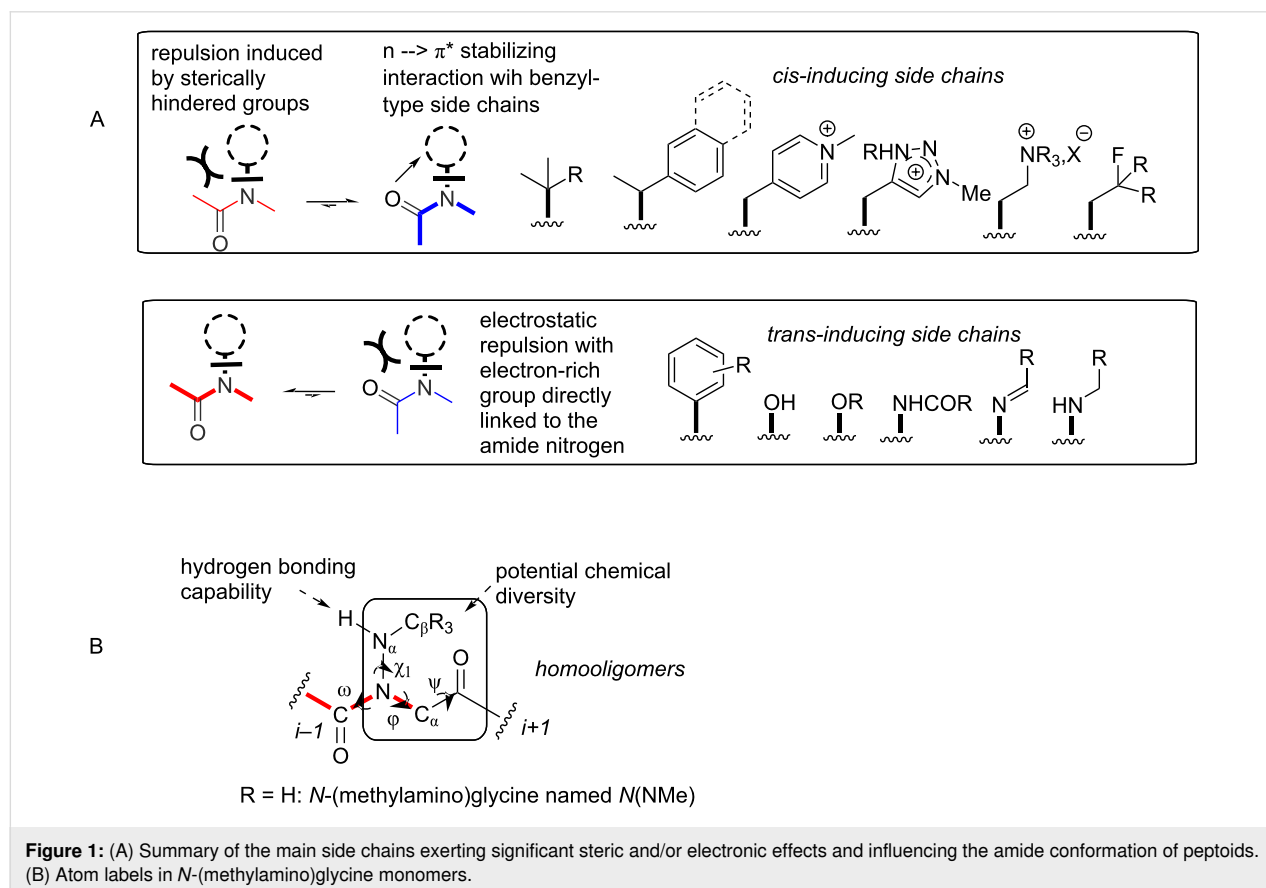 A
repulsion induced
by sterically
hindered groups
n --> π* stabilizing
interaction wih benzyl-
type side chains
cis-inducing side chains
N
O
N
O
R
N
⊕
RHN
N
N
⊕
Me
⊕
NR3,X
⊖
F
R
R
N
O
N
O
electrostatic
repulsion with
electron-rich
group directly
linked to the
amide nitrogen
trans-inducing side chains
R
OH
OR
NHCOR
N
R
HN
R
B
hydrogen bonding
capability
potential chemical
diversity
H
Nα
CβR3
χ1
O
ω
N
ψ
homooligomers
i–1
C
φ
Cα
i+1
O
R = H: N-(methylamino)glycine named N(NMe)
Figure 1: (A) Summary of the main side chains exerting significant steric and/or electronic effects and influencing the amide conformation of peptoids.
(B) Atom labels in N-(methylamino)glycine monomers.